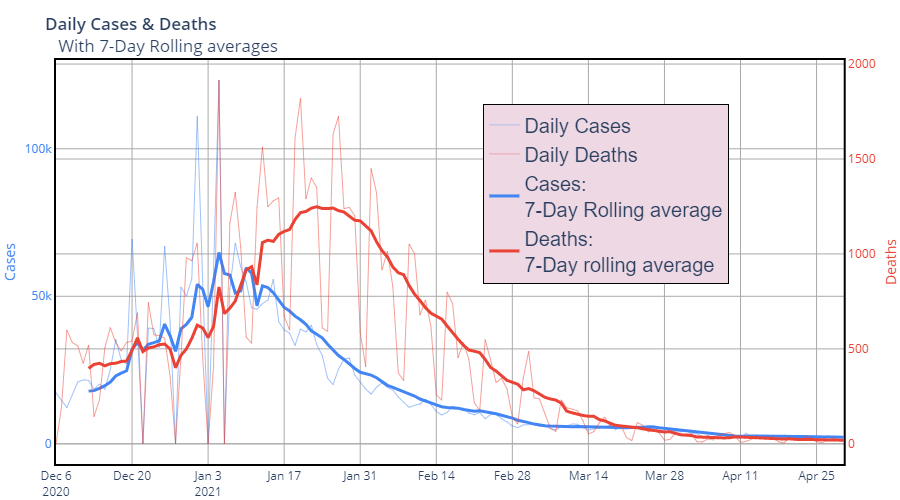 Daily Cases & Deaths
With 7-Day Rolling averages
2000
Daily Cases
Daily Deaths
Cases:
7-Day Rolling average
Deaths:
7-Day rolling average
100k
1500
Cases
50k
1000
Deaths
500
0
0
Dec 6 Dec 20 Jan 3 Jan 17 Jan 31 Feb 14 Feb 28 Mar 14 Mar 28 Apr 11 Apr 25
2020 2021